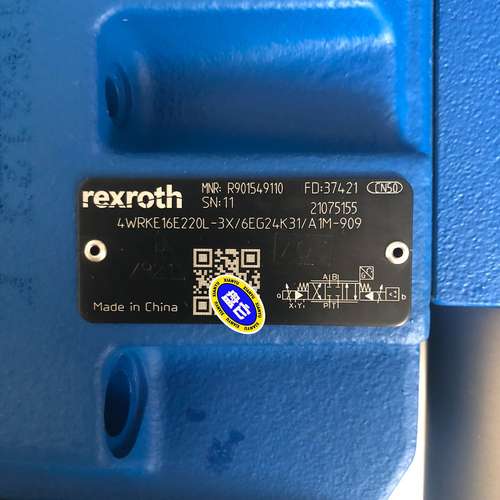 rexroth
MNR: R901549110 FD:37421 CN50
SN:11 21075155
4WRKE16E220L-3X/6EG24K31/A1M-909
A B
a b
X Y P T
Made in China